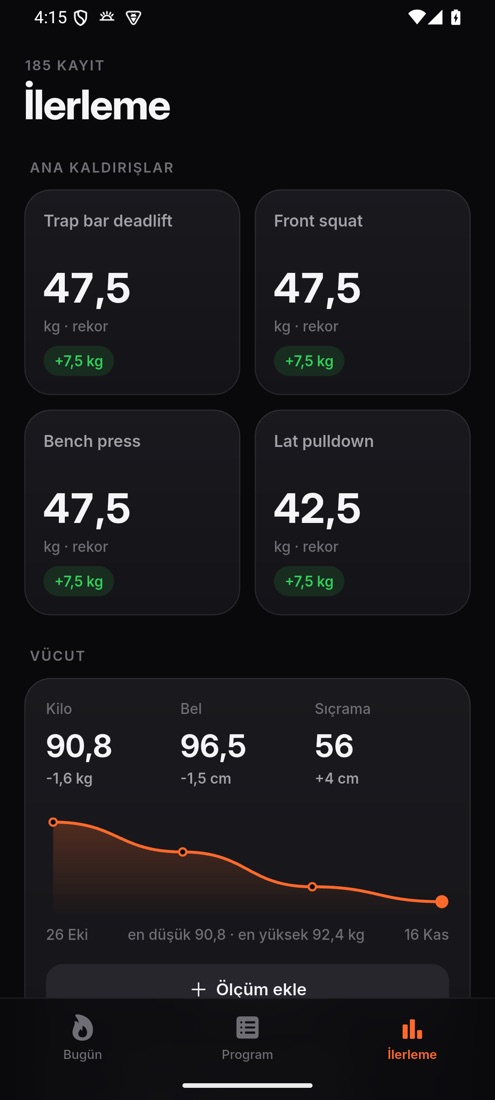 4:15
185 KAYIT
İlerleme
ANA KALDIRIŞLAR
Trap bar deadlift
47,5
kg · rekor
+7,5 kg
Front squat
47,5
kg · rekor
+7,5 kg
Bench press
47,5
kg · rekor
+7,5 kg
Lat pulldown
42,5
kg · rekor
+7,5 kg
VÜCUT
Kilo
90,8
-1,6 kg
Bel
96,5
-1,5 cm
Sıçrama
56
+4 cm
26 Eki
en düşük 90,8 · en yüksek 92,4 kg
16 Kas
+ Ölçüm ekle
Bugün
Program
İlerleme